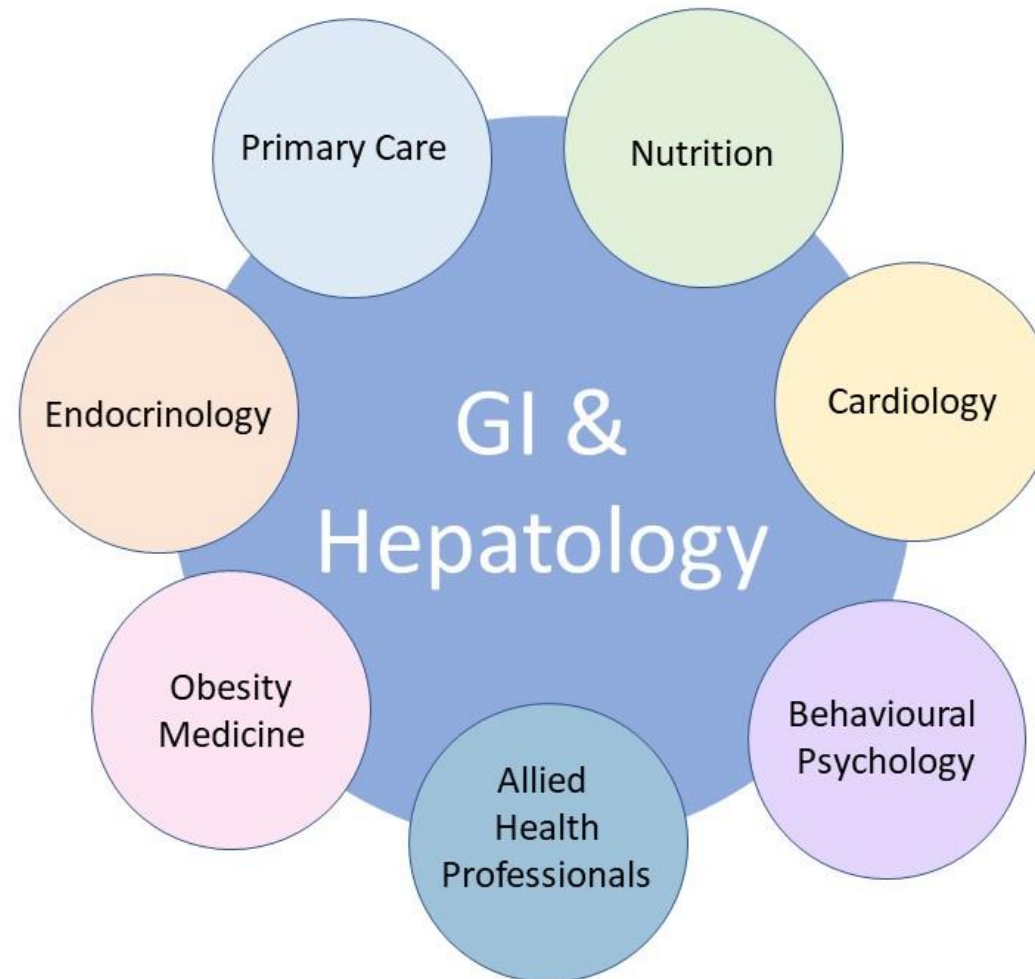 Primary Care
Nutrition
Endocrinology
Cardiology
GI &
Hepatology
Obesity
Medicine
Behavioural
Psychology
Allied
Health
Professionals